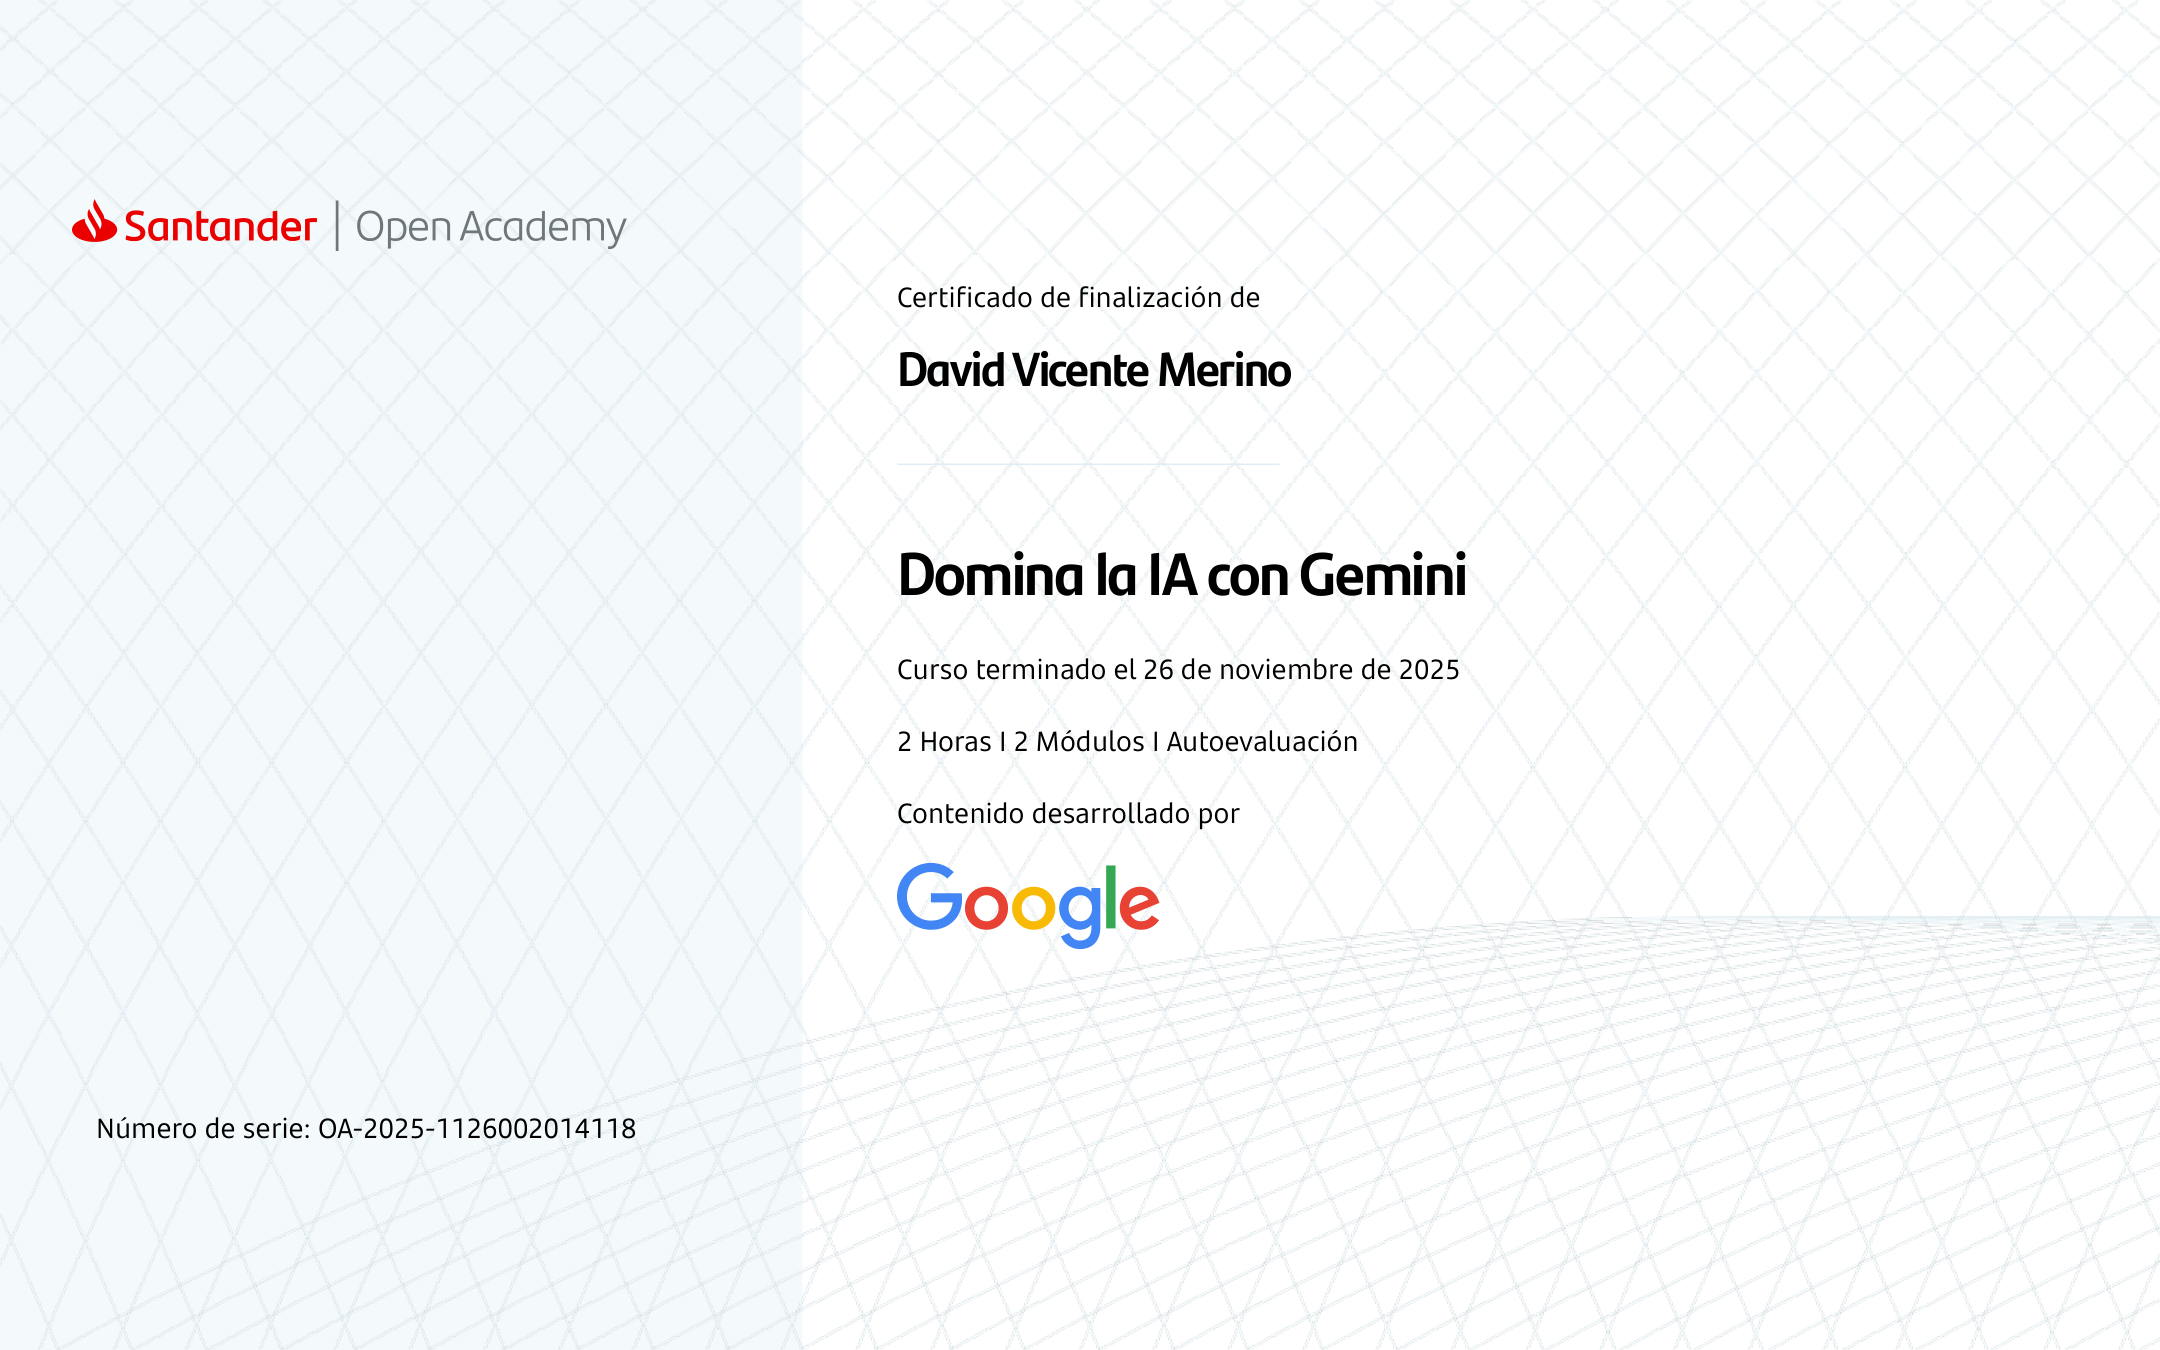 Santander | Open Academy
Certificado de finalización de
David Vicente Merino
Domina la IA con Gemini
Curso terminado el 26 de noviembre de 2025
2 Horas I 2 Módulos I Autoevaluación
Contenido desarrollado por
Google
Número de serie: OA-2025-1126002014118